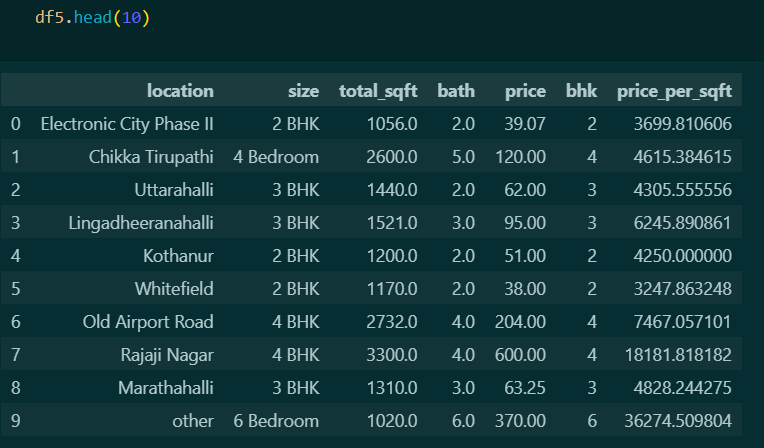 df5.head(10)
location size total_sqft bath price bhk price_per_sqft
0 Electronic City Phase II 2 BHK 1056.0 2.0 39.07 2 3699.810606
1 Chikka Tirupathi 4 Bedroom 2600.0 5.0 120.00 4 4615.384615
2 Uttarahalli 3 BHK 1440.0 2.0 62.00 3 4305.555556
3 Lingadheeranahalli 3 BHK 1521.0 3.0 95.00 3 6245.890861
4 Kothanur 2 BHK 1200.0 2.0 51.00 2 4250.000000
5 Whitefield 2 BHK 1170.0 2.0 38.00 2 3247.863248
6 Old Airport Road 4 BHK 2732.0 4.0 204.00 4 7467.057101
7 Rajaji Nagar 4 BHK 3300.0 4.0 600.00 4 18181.818182
8 Marathahalli 3 BHK 1310.0 3.0 63.25 3 4828.244275
9 other 6 Bedroom 1020.0 6.0 370.00 6 36274.509804